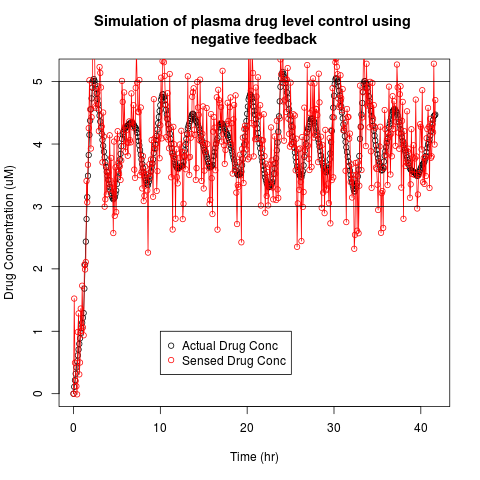 Simulation of plasma drug level control using
negative feedback
Drug Concentration (uM)
5
4
3
2
1
0
Actual Drug Conc
Sensed Drug Conc
0 10 20 30 40
Time (hr)